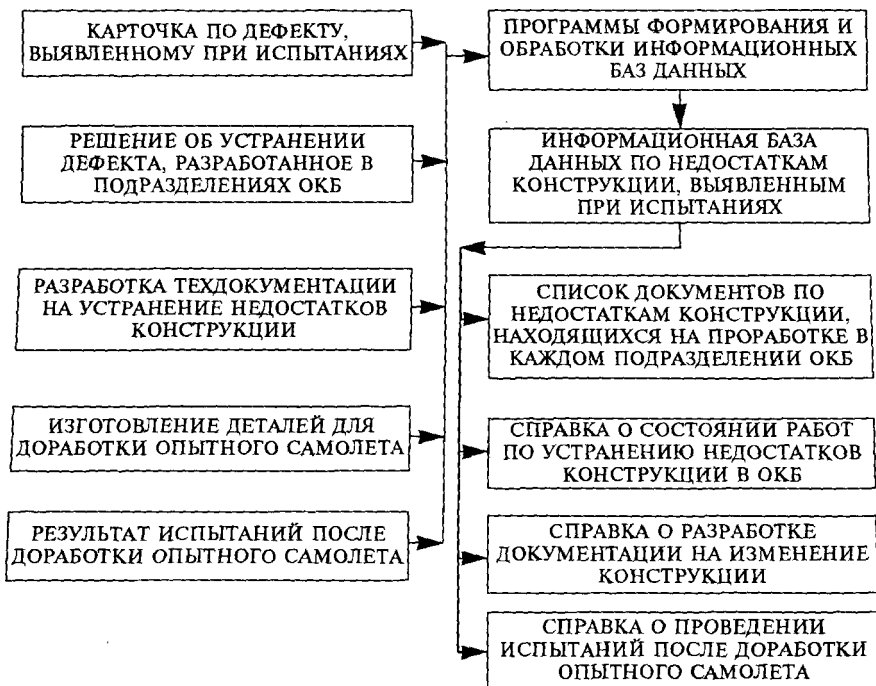 КАРТОЧКА ПО ДЕФЕКТУ,
ВЫЯВЛЕННОМУ ПРИ ИСПЫТАНИЯХ
РЕШЕНИЕ ОБ УСТРАНЕНИИ
ДЕФЕКТА, РАЗРАБОТАННОЕ В
ПОДРАЗДЕЛЕНИЯХ ОКБ
РАЗРАБОТКА ТЕХДОКУМЕНТАЦИИ
НА УСТРАНЕНИЕ НЕДОСТАТКОВ
КОНСТРУКЦИИ
ИЗГОТОВЛЕНИЕ ДЕТАЛЕЙ ДЛЯ
ДОРАБОТКИ ОПЫТНОГО САМОЛЕТА
РЕЗУЛЬТАТ ИСПЫТАНИЙ ПОСЛЕ
ДОРАБОТКИ ОПЫТНОГО САМОЛЕТА
ПРОГРАММЫ ФОРМИРОВАНИЯ И
ОБРАБОТКИ ИНФОРМАЦИОННЫХ
БАЗ ДАННЫХ
ИНФОРМАЦИОННАЯ БАЗА
ДАННЫХ ПО НЕДОСТАТКАМ
КОНСТРУКЦИИ, ВЫЯВЛЕННЫМ
ПРИ ИСПЫТАНИЯХ
СПИСОК ДОКУМЕНТОВ ПО
НЕДОСТАТКАМ КОНСТРУКЦИИ,
НАХОДЯЩИХСЯ НА ПРОРАБОТКЕ В
КАЖДОМ ПОДРАЗДЕЛЕНИИ ОКБ
СПРАВКА О СОСТОЯНИИ РАБОТ
ПО УСТРАНЕНИЮ НЕДОСТАТКОВ
КОНСТРУКЦИИ В ОКБ
СПРАВКА О РАЗРАБОТКЕ
ДОКУМЕНТАЦИИ НА ИЗМЕНЕНИЕ
КОНСТРУКЦИИ
СПРАВКА О ПРОВЕДЕНИИ
ИСПЫТАНИЙ ПОСЛЕ ДОРАБОТКИ
ОПЫТНОГО САМОЛЕТА